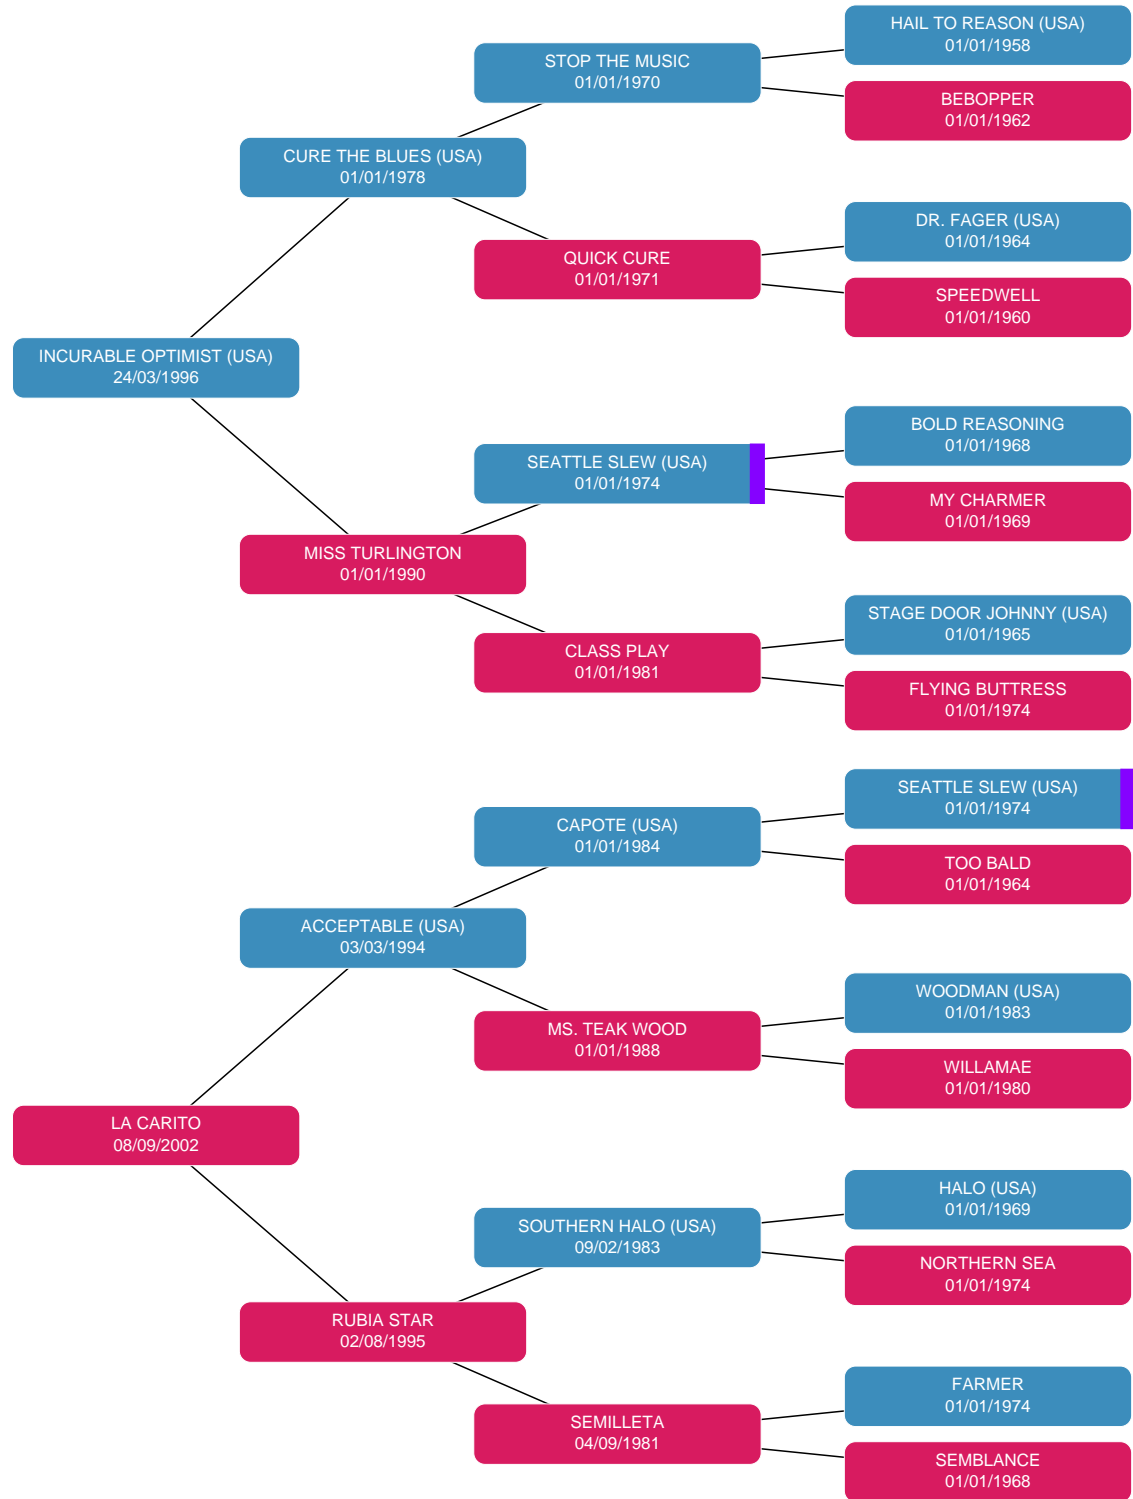 HAIL TO REASON (USA)
01/01/1958
STOP THE MUSIC
01/01/1970
BEBOPPER
01/01/1962
CURE THE BLUES (USA)
01/01/1978
DR. FAGER (USA)
01/01/1964
QUICK CURE
01/01/1971
SPEEDWELL
01/01/1960
INCURABLE OPTIMIST (USA)
24/03/1996
BOLD REASONING
01/01/1968
SEATTLE SLEW (USA)
01/01/1974
MY CHARMER
01/01/1969
MISS TURLINGTON
01/01/1990
STAGE DOOR JOHNNY (USA)
01/01/1965
CLASS PLAY
01/01/1981
FLYING BUTTRESS
01/01/1974
SEATTLE SLEW (USA)
01/01/1974
CAPOTE (USA)
01/01/1984
TOO BALD
01/01/1964
ACCEPTABLE (USA)
03/03/1994
WOODMAN (USA)
01/01/1983
MS. TEAK WOOD
01/01/1988
WILLAMAE
01/01/1980
LA CARITO
08/09/2002
HALO (USA)
01/01/1969
SOUTHERN HALO (USA)
09/02/1983
NORTHERN SEA
01/01/1974
RUBIA STAR
02/08/1995
FARMER
01/01/1974
SEMILLETA
04/09/1981
SEMBLANCE
01/01/1968